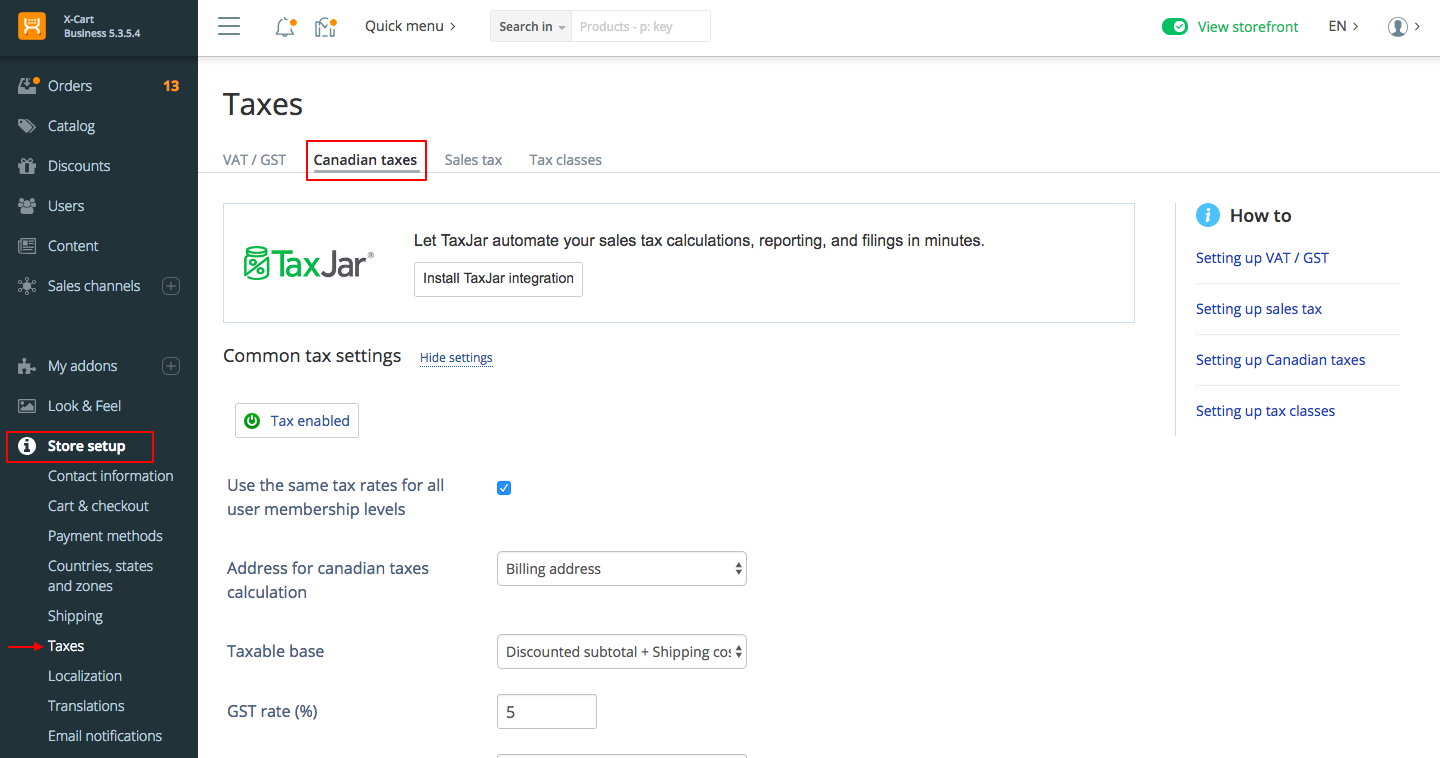 X-Cart
Business 5.3.5.4
Quick menu
Search in
Products - p: key
View storefront
EN
Orders
13
Catalog
Discounts
Users
Content
Sales channels
My addons
Look & Feel
Store setup
Contact information
Cart & checkout
Payment methods
Countries, states
and zones
Shipping
Taxes
Localization
Translations
Email notifications
Taxes
VAT / GST
Canadian taxes
Sales tax
Tax classes
TaxJar®
Let TaxJar automate your sales tax calculations, reporting, and filings in minutes.
Install TaxJar integration
Common tax settings
Hide settings
Tax enabled
Use the same tax rates for all
user membership levels
Address for canadian taxes
calculation
Billing address
Taxable base
Discounted subtotal + Shipping cos
GST rate (%)
5
How to
Setting up VAT / GST
Setting up sales tax
Setting up Canadian taxes
Setting up tax classes